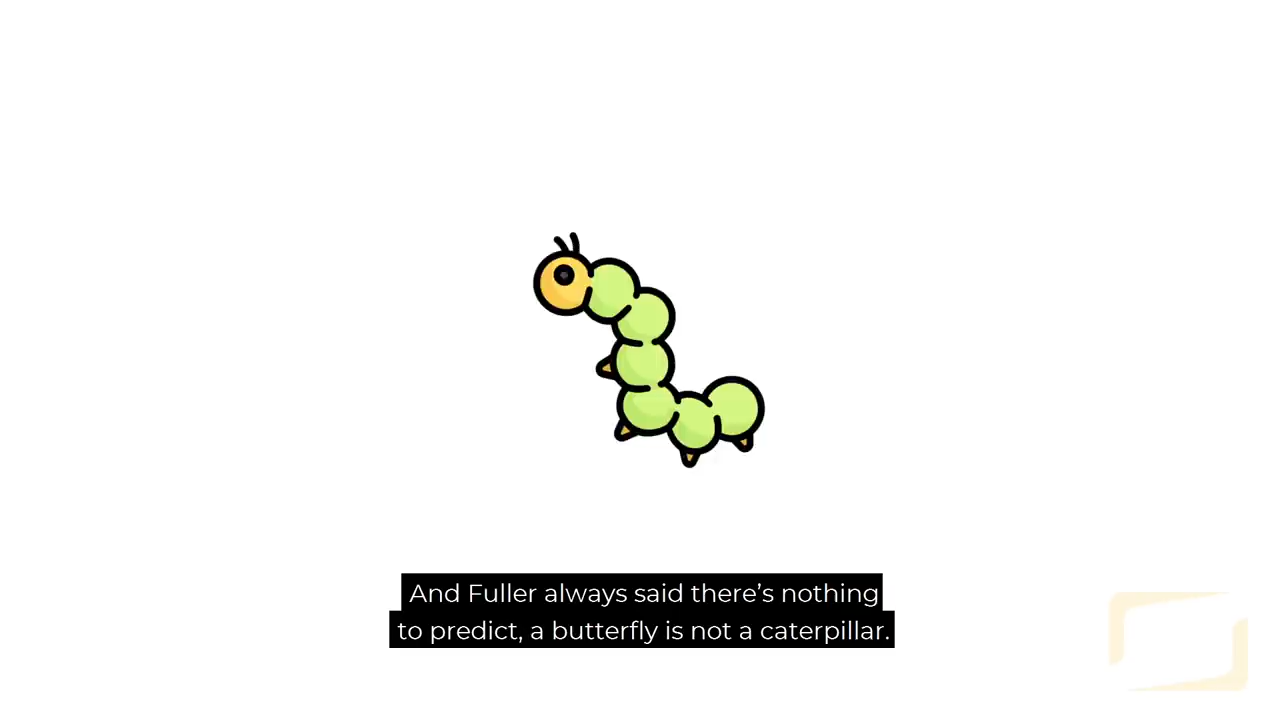 And Fuller always said there’s nothing
to predict, a butterfly is not a caterpillar.